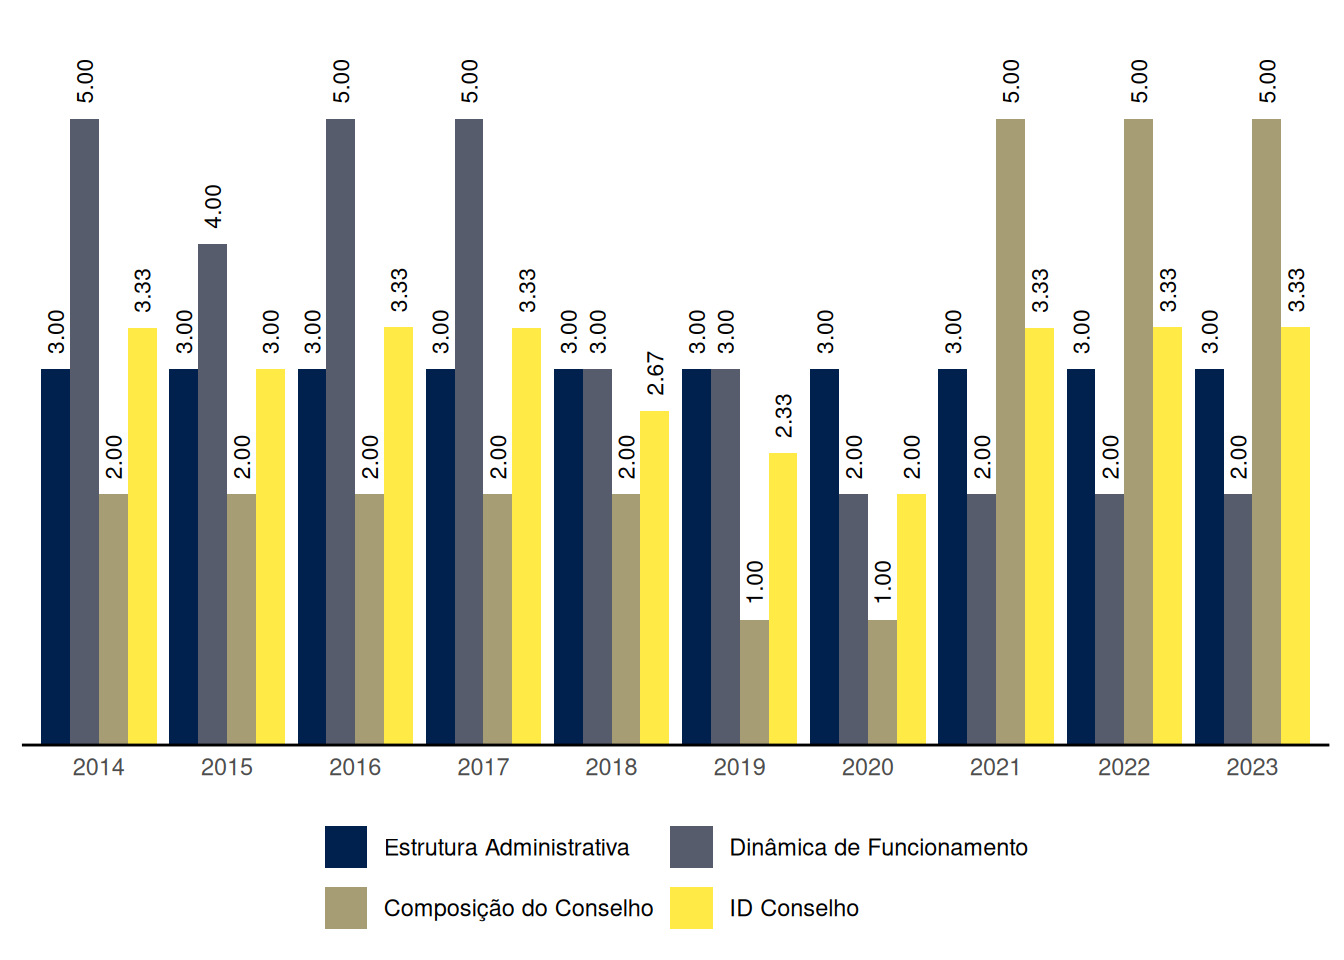 3.00 5.00 2.00 3.33 3.00 4.00 2.00 3.00 3.00 5.00 2.00 3.33 3.00 5.00 2.00 3.33 3.00 3.00 2.00 2.67 3.00 3.00 1.00 2.33 3.00 2.00 1.00 2.00 3.00 2.00 5.00 3.33 3.00 2.00 5.00 3.33 3.00 2.00 5.00 3.33
2014 2015 2016 2017 2018 2019 2020 2021 2022 2023
Estrutura Administrativa Dinâmica de Funcionamento
Composição do Conselho ID Conselho